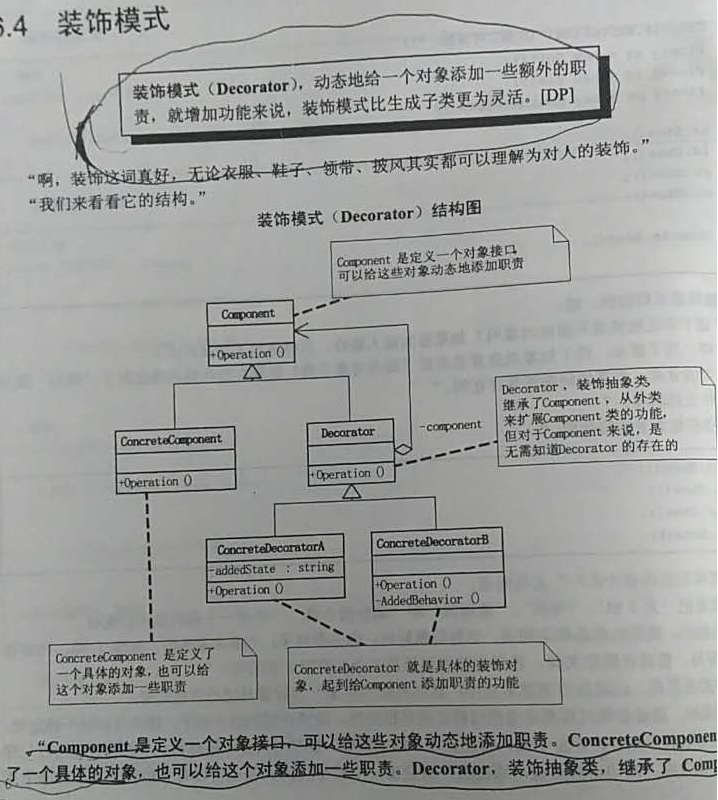 6.4 装饰模式
装饰模式（Decorator），动态地给一个对象添加一些额外的职
责，就增加功能来说，装饰模式比生成子类更为灵活。[DP]
“啊，装饰这词真好，无论衣服、鞋子、领带、披风其实都可以理解为对人的装饰。”
“我们来看看它的结构。”
装饰模式（Decorator）结构图
Component 是定义一个对象接口，
可以给这些对象动态地添加职责
Component
+Operation ()
Decorator，装饰抽象类，
继承了Component，从外类
来扩展Component 类的功能，
但对于Component 来说，是
无需知道Decorator 的存在的
-component
ConcreteComponent
+Operation ()
Decorator
+Operation ()
ConcreteDecoratorA
-addedState : string
+Operation ()
ConcreteDecoratorB
+Operation ()
-AddedBehavior ()
ConcreteComponent 是定义了
一个具体的对象，也可以给
这个对象添加一些职责
ConcreteDecorator 就是具体的装饰对
象，起到给Component 添加职责的功能
“Component 是定义一个对象接口，可以给这些对象动态地添加职责。ConcreteComponen
了一个具体的对象，也可以给这个对象添加一些职责。Decorator，装饰抽象类，继承了 Comp